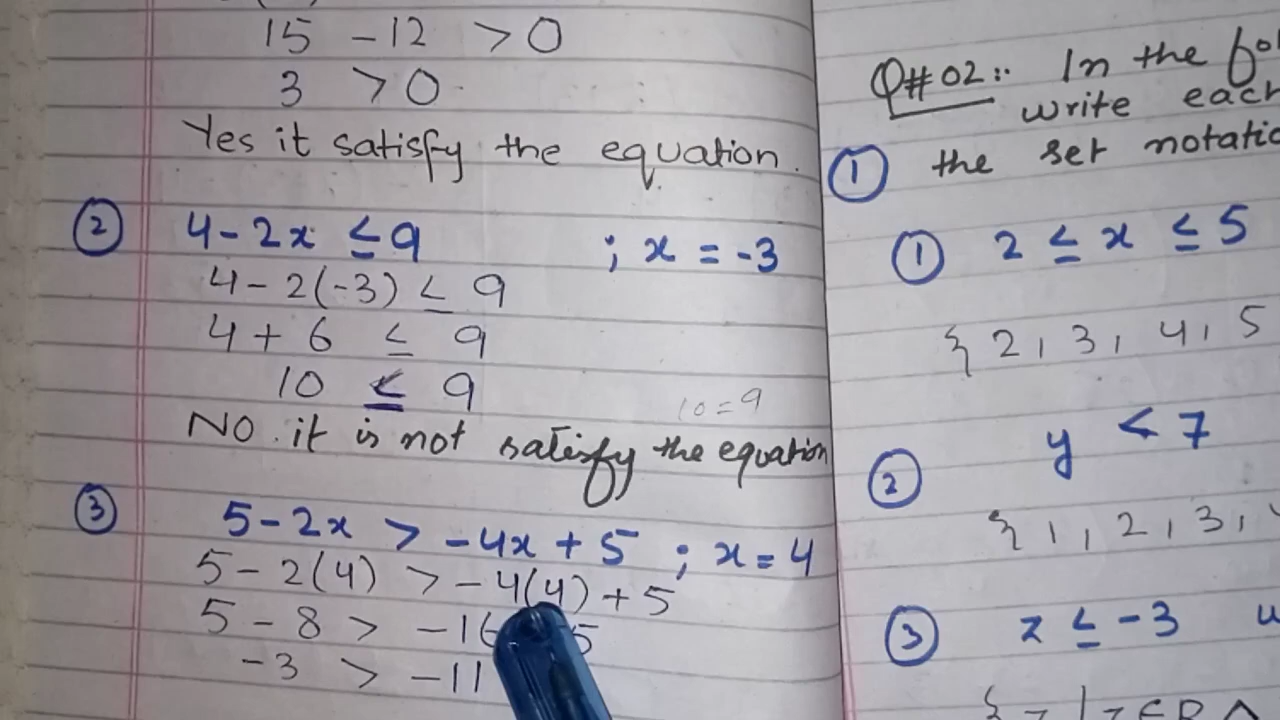 15 - 12 > 0
3 > 0
Yes it satisfy the equation.
② 4 - 2x ≤ 9 ; x = -3
4 - 2(-3) ≤ 9
4 + 6 ≤ 9
10 ≤ 9
10 = 9
NO. it is not satisfy the equation
③ 5 - 2x > -4x + 5 ; x = 4
5 - 2(4) > -4(4) + 5
5 - 8 > -16 5
-3 > -11
Q#02:. In the
write each
① the set
① 2 ≤ x ≤ 5
{ 2, 3, 4, 5
② y < 7
{ 1, 2, 3,
③ z ≤ -3